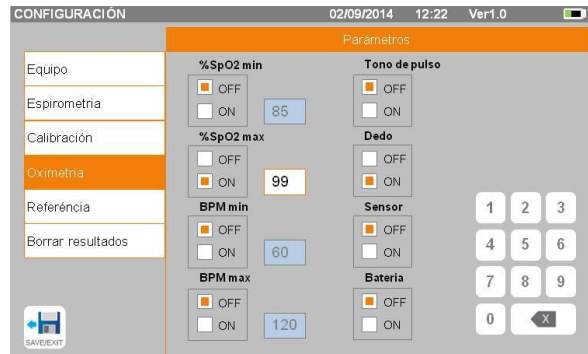 CONFIGURACIÓN 02/09/2014 12:22 Ver1.0
Parámetros
Equipo
Espirometria
Calibración
Oximetria
Referéncia
Borrar resultados
SAVE/EXIT
%SpO2 min
OFF
ON 85
%SpO2 max
OFF
ON 99
BPM min
OFF
ON 60
BPM max
OFF
ON 120
Tono de pulso
OFF
ON
Dedo
OFF
ON
Sensor
OFF
ON
Bateria
OFF
ON
1 2 3
4 5 6
7 8 9
0 X